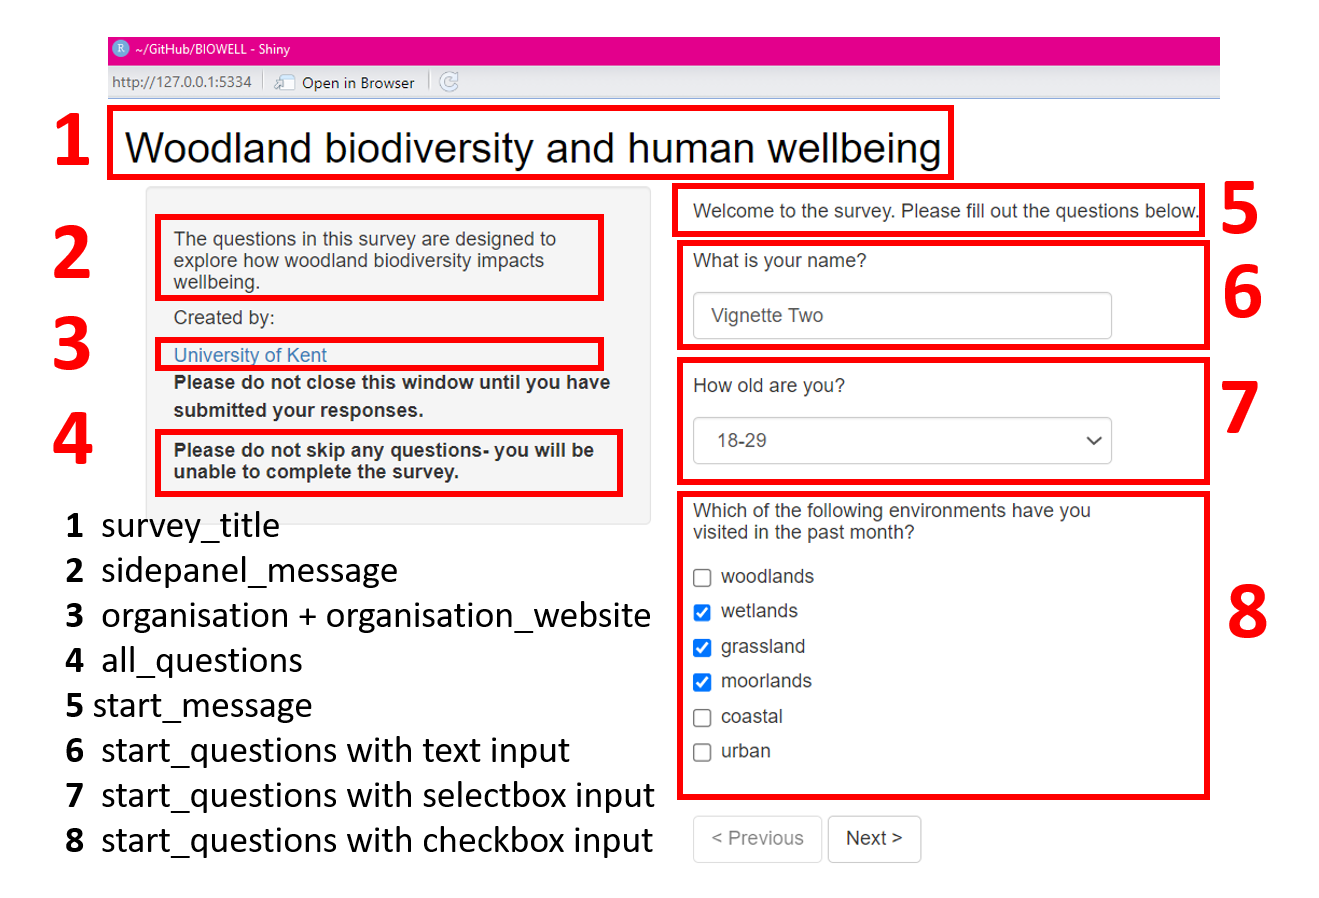 R ~/GitHub/BIOWELL - Shiny
http://127.0.0.1:5334 Open in Browser
1 Woodland biodiversity and human wellbeing
2
The questions in this survey are designed to
explore how woodland biodiversity impacts
wellbeing.
Created by:
3
University of Kent
Please do not close this window until you have
submitted your responses.
4
Please do not skip any questions- you will be
unable to complete the survey.
1 survey_title
2 sidepanel_message
3 organisation + organisation_website
4 all_questions
5 start_message
6 start_questions with text input
7 start_questions with selectbox input
8 start_questions with checkbox input
Welcome to the survey. Please fill out the questions below.
5
What is your name?
6
Vignette Two
How old are you?
7
18-29
Which of the following environments have you
visited in the past month?
woodlands
wetlands
8
grassland
moorlands
coastal
urban
< Previous Next >